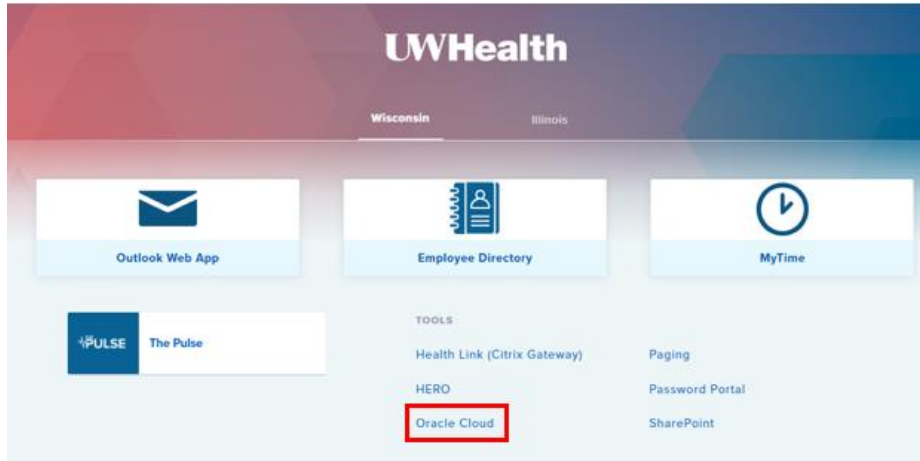 UWHealth
Wisconsin Illinois
Outlook Web App Employee Directory MyTime
PULSE The Pulse
TOOLS
Health Link (Citrix Gateway) Paging
HERO Password Portal
Oracle Cloud SharePoint